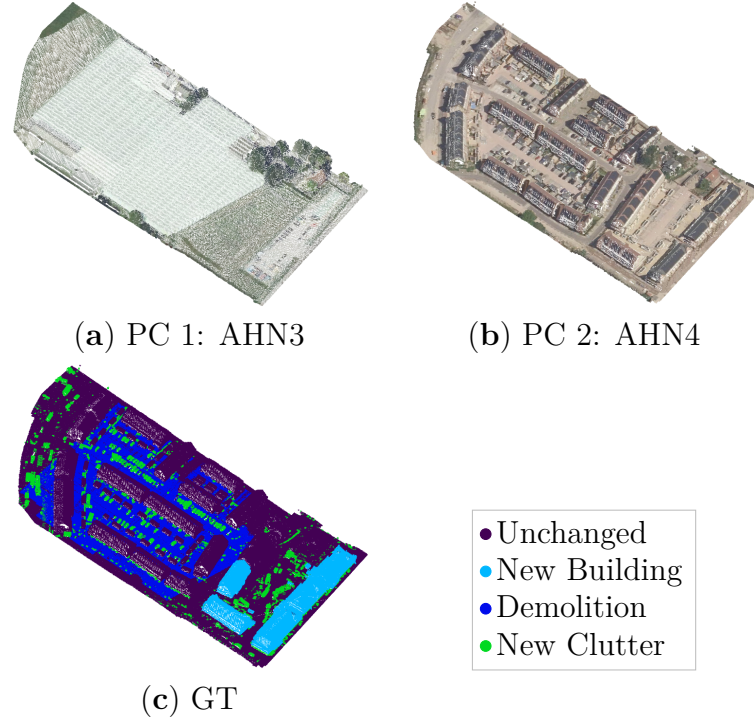 (a) PC 1: AHN3
(b) PC 2: AHN4
(c) GT
Unchanged
New Building
Demolition
New Clutter